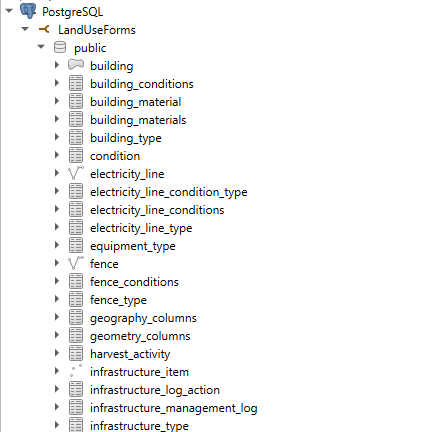 PostgreSQL
LandUseForms
public
building
building_conditions
building_material
building_materials
building_type
condition
electricity_line
electricity_line_condition_type
electricity_line_conditions
electricity_line_type
equipment_type
fence
fence_conditions
fence_type
geography_columns
geometry_columns
harvest_activity
infrastructure_item
infrastructure_log_action
infrastructure_management_log
infrastructure_type